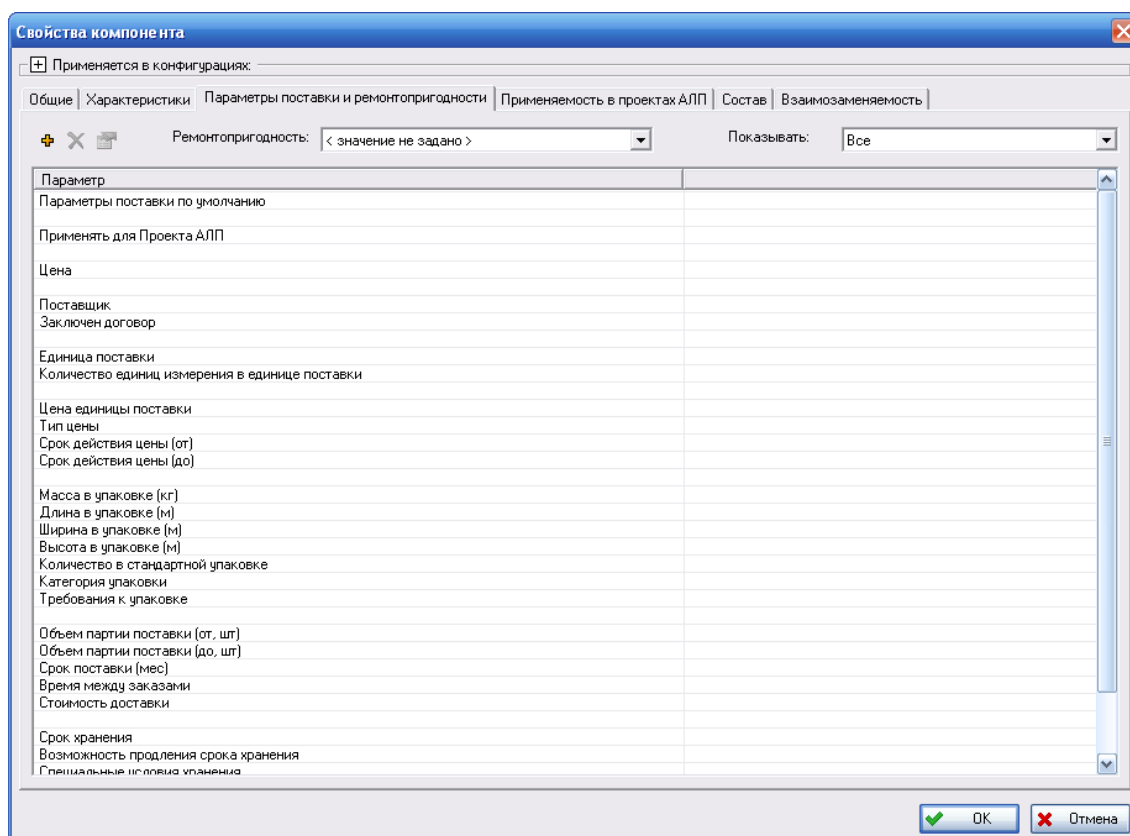 Свойства компонента
Применяется в конфигурациях:
Общие Характеристики Параметры поставки и ремонтопригодности Применяемость в проектах АЛП Состав Взаимозаменяемость
Ремонтопригодность: < значение не задано > Показывать: Все
Параметр
Параметры поставки по умолчанию
Применять для Проекта АЛП
Цена
Поставщик
Заключен договор
Единица поставки
Количество единиц измерения в единице поставки
Цена единицы поставки
Тип цены
Срок действия цены (от)
Срок действия цены (до)
Масса в упаковке (кг)
Длина в упаковке (м)
Ширина в упаковке (м)
Высота в упаковке (м)
Количество в стандартной упаковке
Категория упаковки
Требования к упаковке
Объем партии поставки (от, шт)
Объем партии поставки (до, шт)
Срок поставки (мес)
Время между заказами
Стоимость доставки
Срок хранения
Возможность продления срока хранения
Специальные условия хранения
OK Отмена